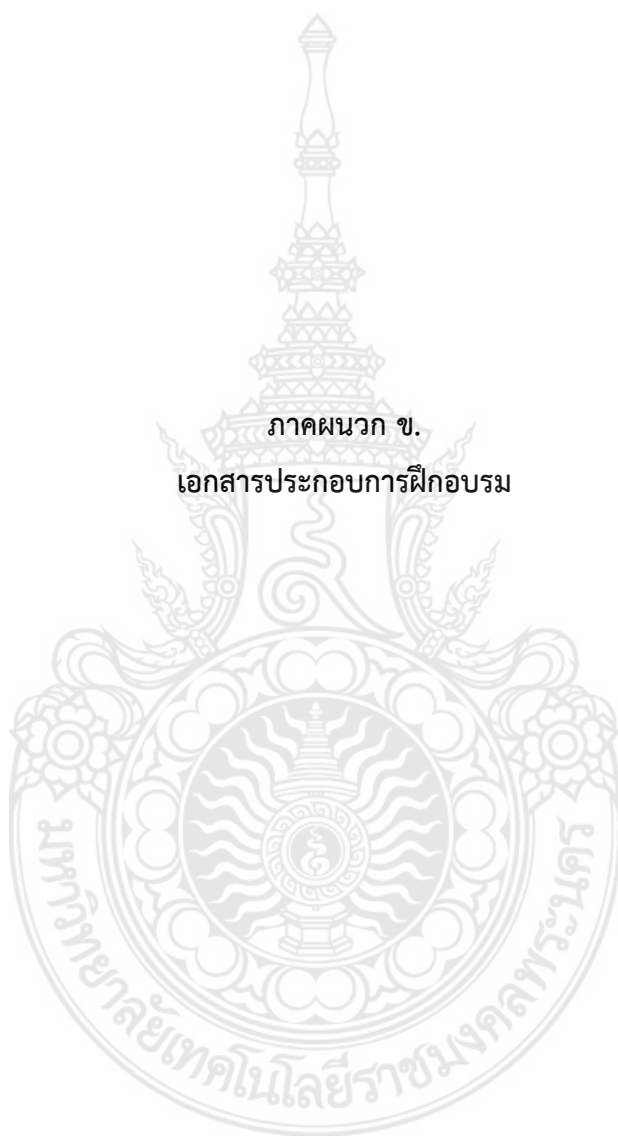 ภาคผนวก ข.
เอกสารประกอบการฝึกอบรม
มหาวิทยาลัยเทคโนโลยีราชมงคลพระนคร